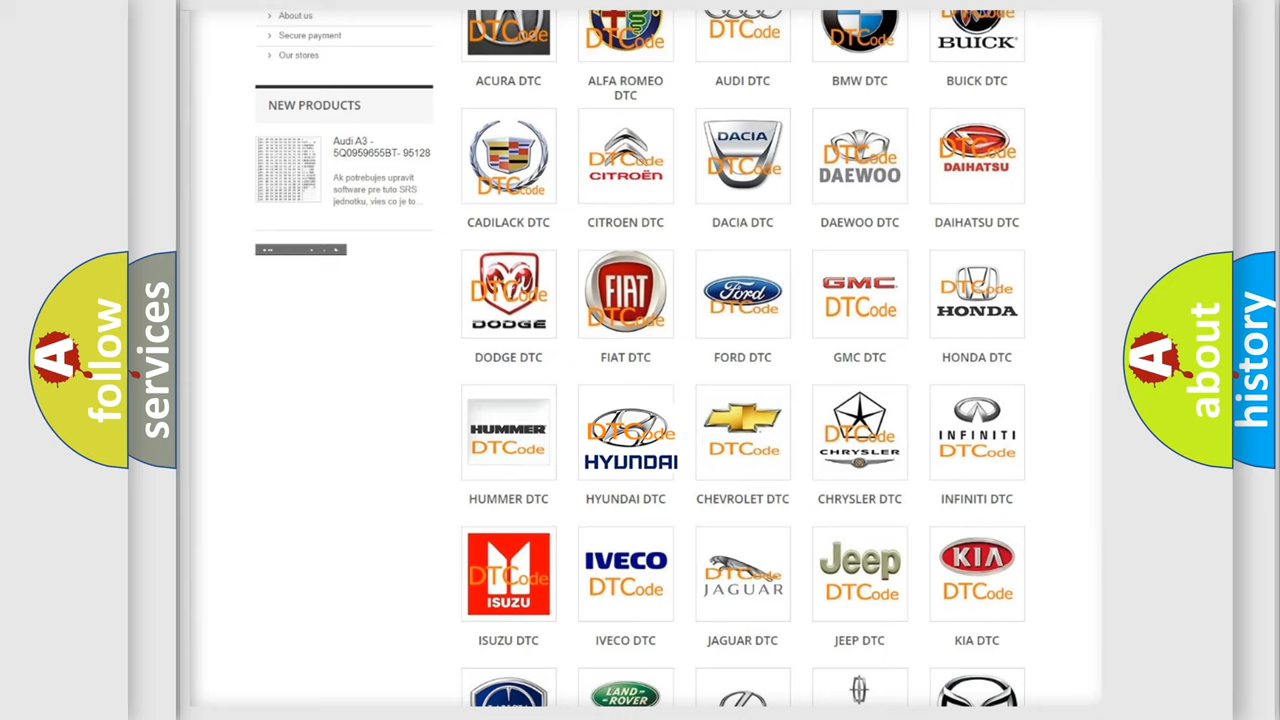 About us
Secure payment
Our stores
NEW PRODUCTS
Audi A3 -
5Q0959655BT- 95128
Ak potrebujes upravit
software pre tuto SRS
jednotku, vies co je to...
DTCode
DTCode
DTCode
DTCode
BUICK
ACURA DTC
ALFA ROMEO
DTC
AUDI DTC
BMW DTC
BUICK DTC
DTCode
DTCode
CITROËN
DACIA
DTCode
DTCode
DAEWOO
DTCode
DAIHATSU
CADILACK DTC
CITROEN DTC
DACIA DTC
DAEWOO DTC
DAIHATSU DTC
DTCode
DODGE
FIAT
DTCode
Ford
DTCode
GMC
DTCode
DTCode
HONDA
DODGE DTC
FIAT DTC
FORD DTC
GMC DTC
HONDA DTC
HUMMER
DTCode
DTCode
HYUNDAI
DTCode
DTCode
CHRYSLER
INFINITI
DTCode
HUMMER DTC
HYUNDAI DTC
CHEVROLET DTC
CHRYSLER DTC
INFINITI DTC
DTCode
ISUZU
IVECO
DTCode
DTCode
JAGUAR
Jeep
DTCode
KIA
DTCode
ISUZU DTC
IVECO DTC
JAGUAR DTC
JEEP DTC
KIA DTC
LAND-
ROVER
A
follow
services
A
about
history